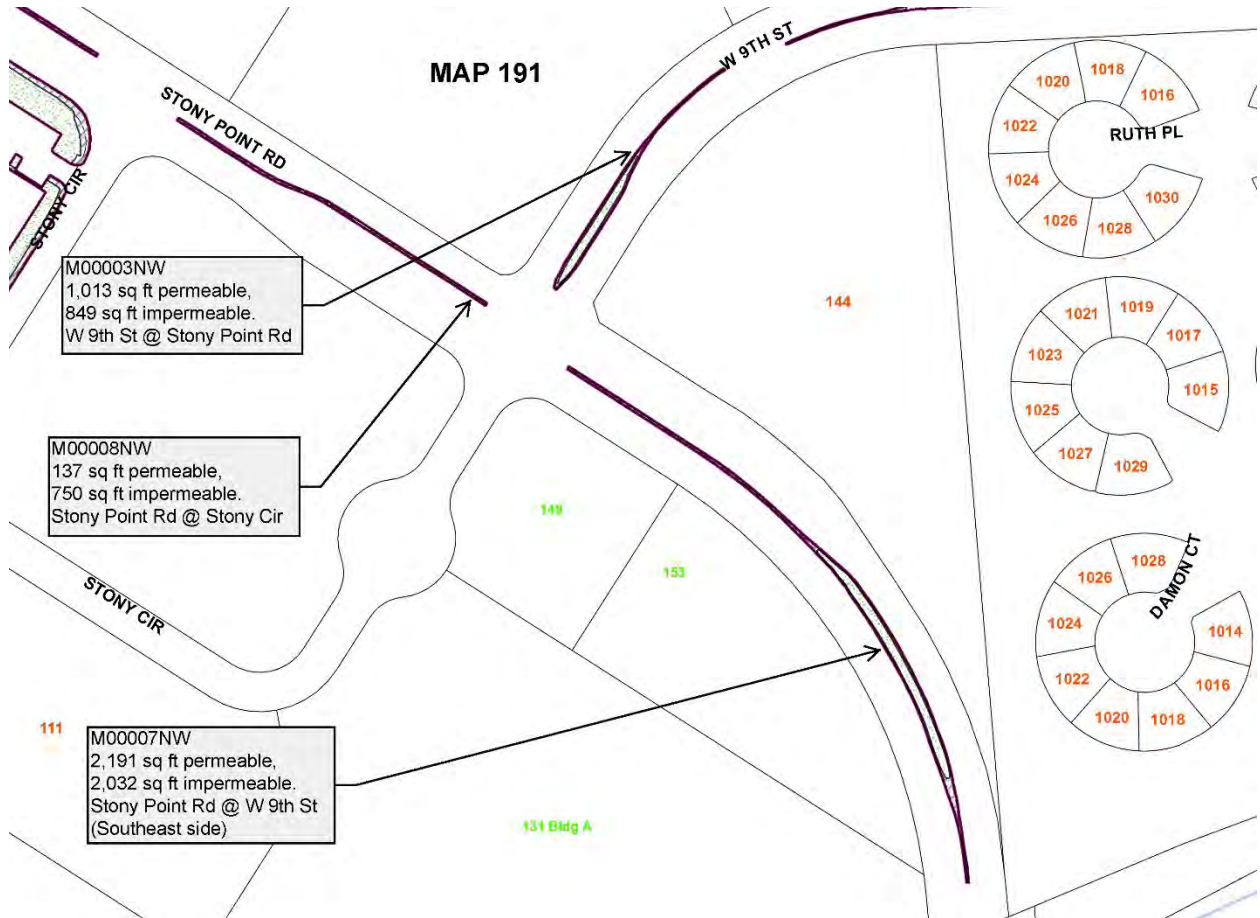 MAP 191
W 9TH ST
STONY POINT RD
STONY CIR
M00003NW
1,013 sq ft permeable,
849 sq ft impermeable.
W 9th St @ Stony Point Rd
M00008NW
137 sq ft permeable,
750 sq ft impermeable.
Stony Point Rd @ Stony Cir
STONY CIR
M00007NW
2,191 sq ft permeable,
2,032 sq ft impermeable.
Stony Point Rd @ W 9th St
(Southeast side)
111
149
153
131 Bldg A
144
1020
1018
1016
1022
RUTH PL
1024
1030
1026
1028
1021
1019
1017
1023
1015
1025
1027
1029
1026
1028
DAMON CT
1024
1014
1022
1016
1020
1018